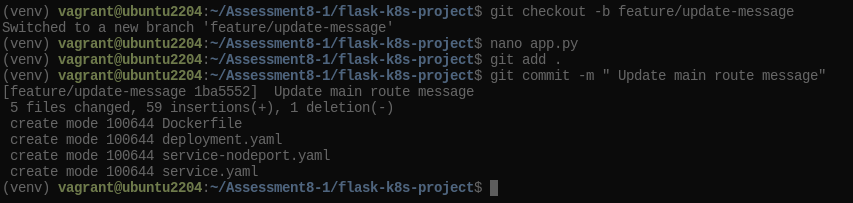 (venv) vagrant@ubuntu2204:~/Assessment8-1/flask-k8s-project$ git checkout -b feature/update-message
Switched to a new branch 'feature/update-message'
(venv) vagrant@ubuntu2204:~/Assessment8-1/flask-k8s-project$ nano app.py
(venv) vagrant@ubuntu2204:~/Assessment8-1/flask-k8s-project$ git add .
(venv) vagrant@ubuntu2204:~/Assessment8-1/flask-k8s-project$ git commit -m " Update main route message"
[feature/update-message 1ba5552]  Update main route message
 5 files changed, 59 insertions(+), 1 deletion(-)
 create mode 100644 Dockerfile
 create mode 100644 deployment.yaml
 create mode 100644 service-nodeport.yaml
 create mode 100644 service.yaml
(venv) vagrant@ubuntu2204:~/Assessment8-1/flask-k8s-project$